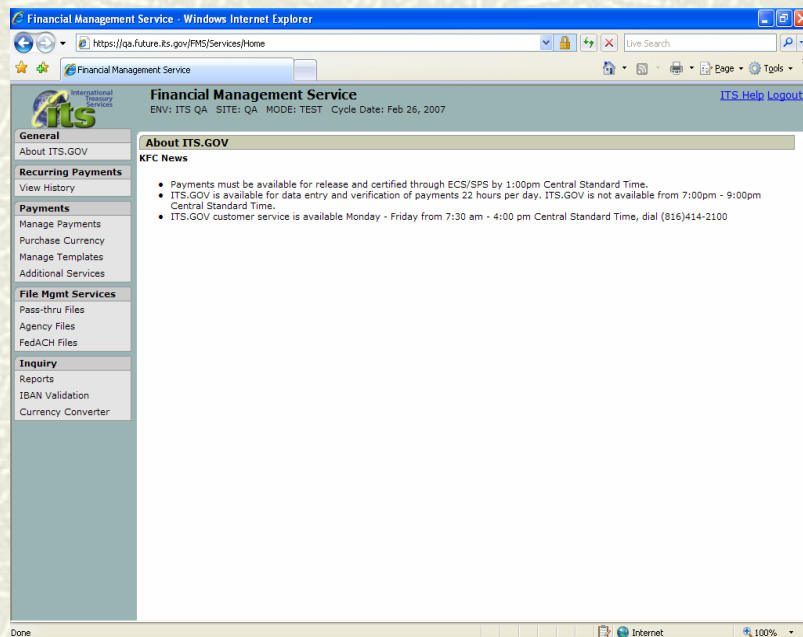 Financial Management Service - Windows Internet Explorer
https://qa.future.its.gov/FMS/Services/Home
Live Search
Financial Management Service
Page
Tools
International
Treasury
Services
its
Financial Management Service
ENV: ITS QA SITE: QA MODE: TEST Cycle Date: Feb 26, 2007
ITS Help Logout
General
About ITS.GOV
Recurring Payments
View History
Payments
Manage Payments
Purchase Currency
Manage Templates
Additional Services
File Mgmt Services
Pass-thru Files
Agency Files
FedACH Files
Inquiry
Reports
IBAN Validation
Currency Converter
About ITS.GOV
KFC News
• Payments must be available for release and certified through ECS/SPS by 1:00pm Central Standard Time.
• ITS.GOV is available for data entry and verification of payments 22 hours per day. ITS.GOV is not available from 7:00pm - 9:00pm
Central Standard Time.
• ITS.GOV customer service is available Monday - Friday from 7:30 am - 4:00 pm Central Standard Time, dial (816)414-2100
Done
Internet
100%